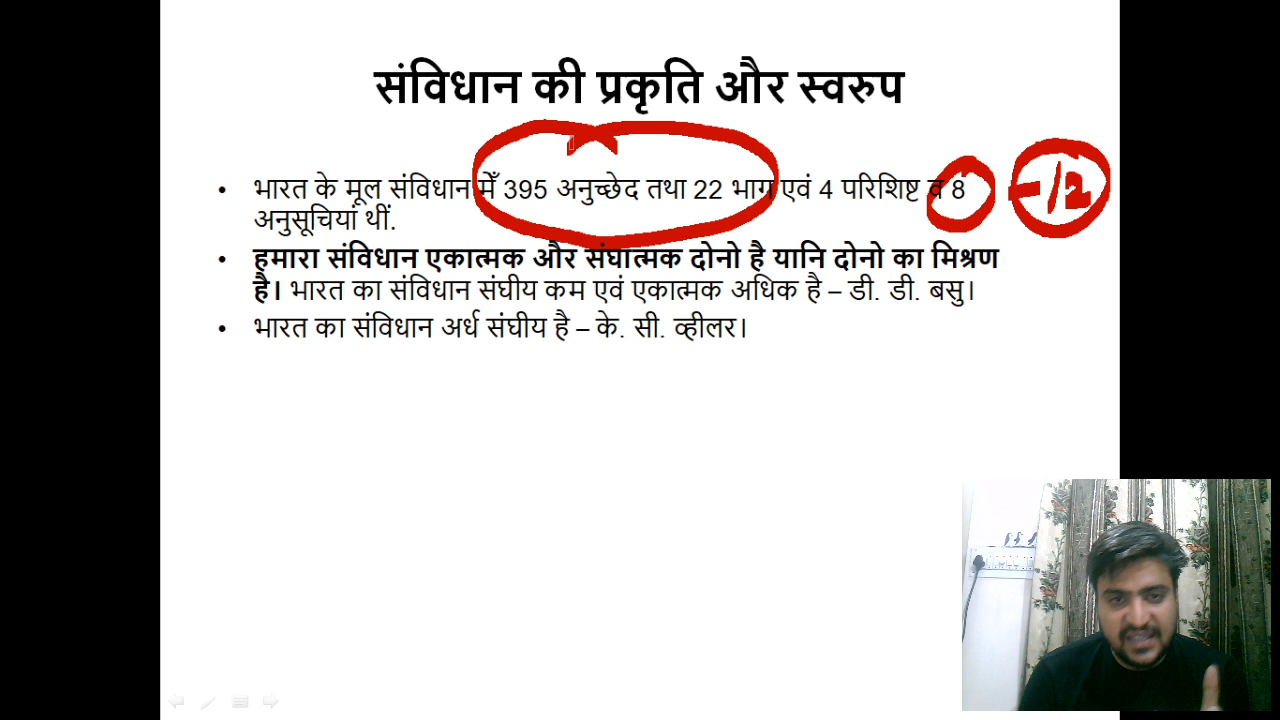 संविधान की प्रकृति और स्वरुप
• भारत के मूल संविधान मेँ 395 अनुच्छेद तथा 22 भाग एवं 4 परिशिष्ट व 8
अनुसूचियां थीं.
• हमारा संविधान एकात्मक और संघात्मक दोनो है यानि दोनो का मिश्रण
है। भारत का संविधान संघीय कम एवं एकात्मक अधिक है – डी. डी. बसु।
• भारत का संविधान अर्ध संघीय है – के. सी. व्हीलर।
-12